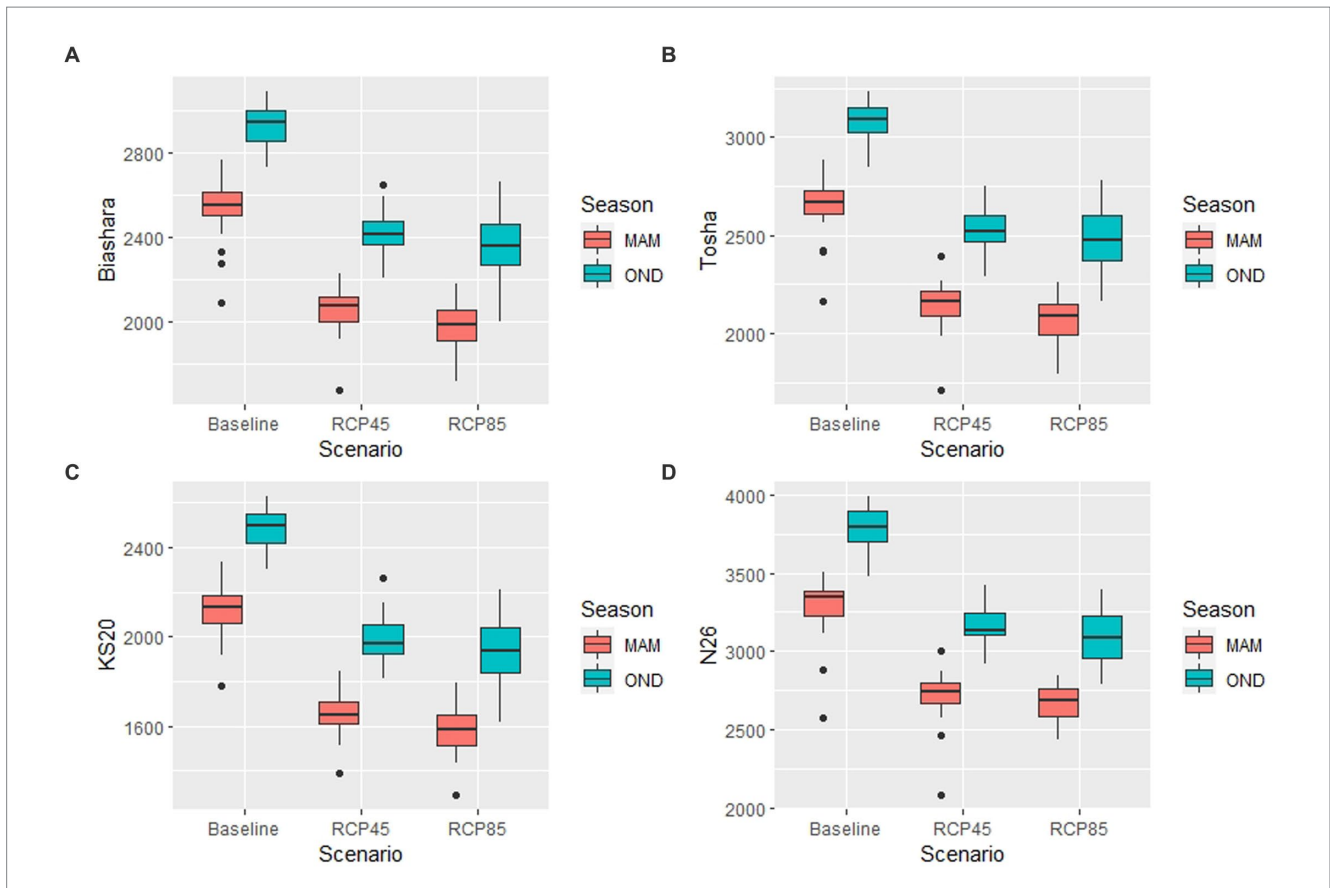 A
Biashara
2800
2400
2000
Baseline RCP45 RCP85
Scenario
Season
MAM
OND
B
Tosha
3000
2500
2000
Baseline RCP45 RCP85
Scenario
Season
MAM
OND
C
KS20
2400
2000
1600
Baseline RCP45 RCP85
Scenario
Season
MAM
OND
D
N26
4000
3500
3000
2500
2000
Baseline RCP45 RCP85
Scenario
Season
MAM
OND